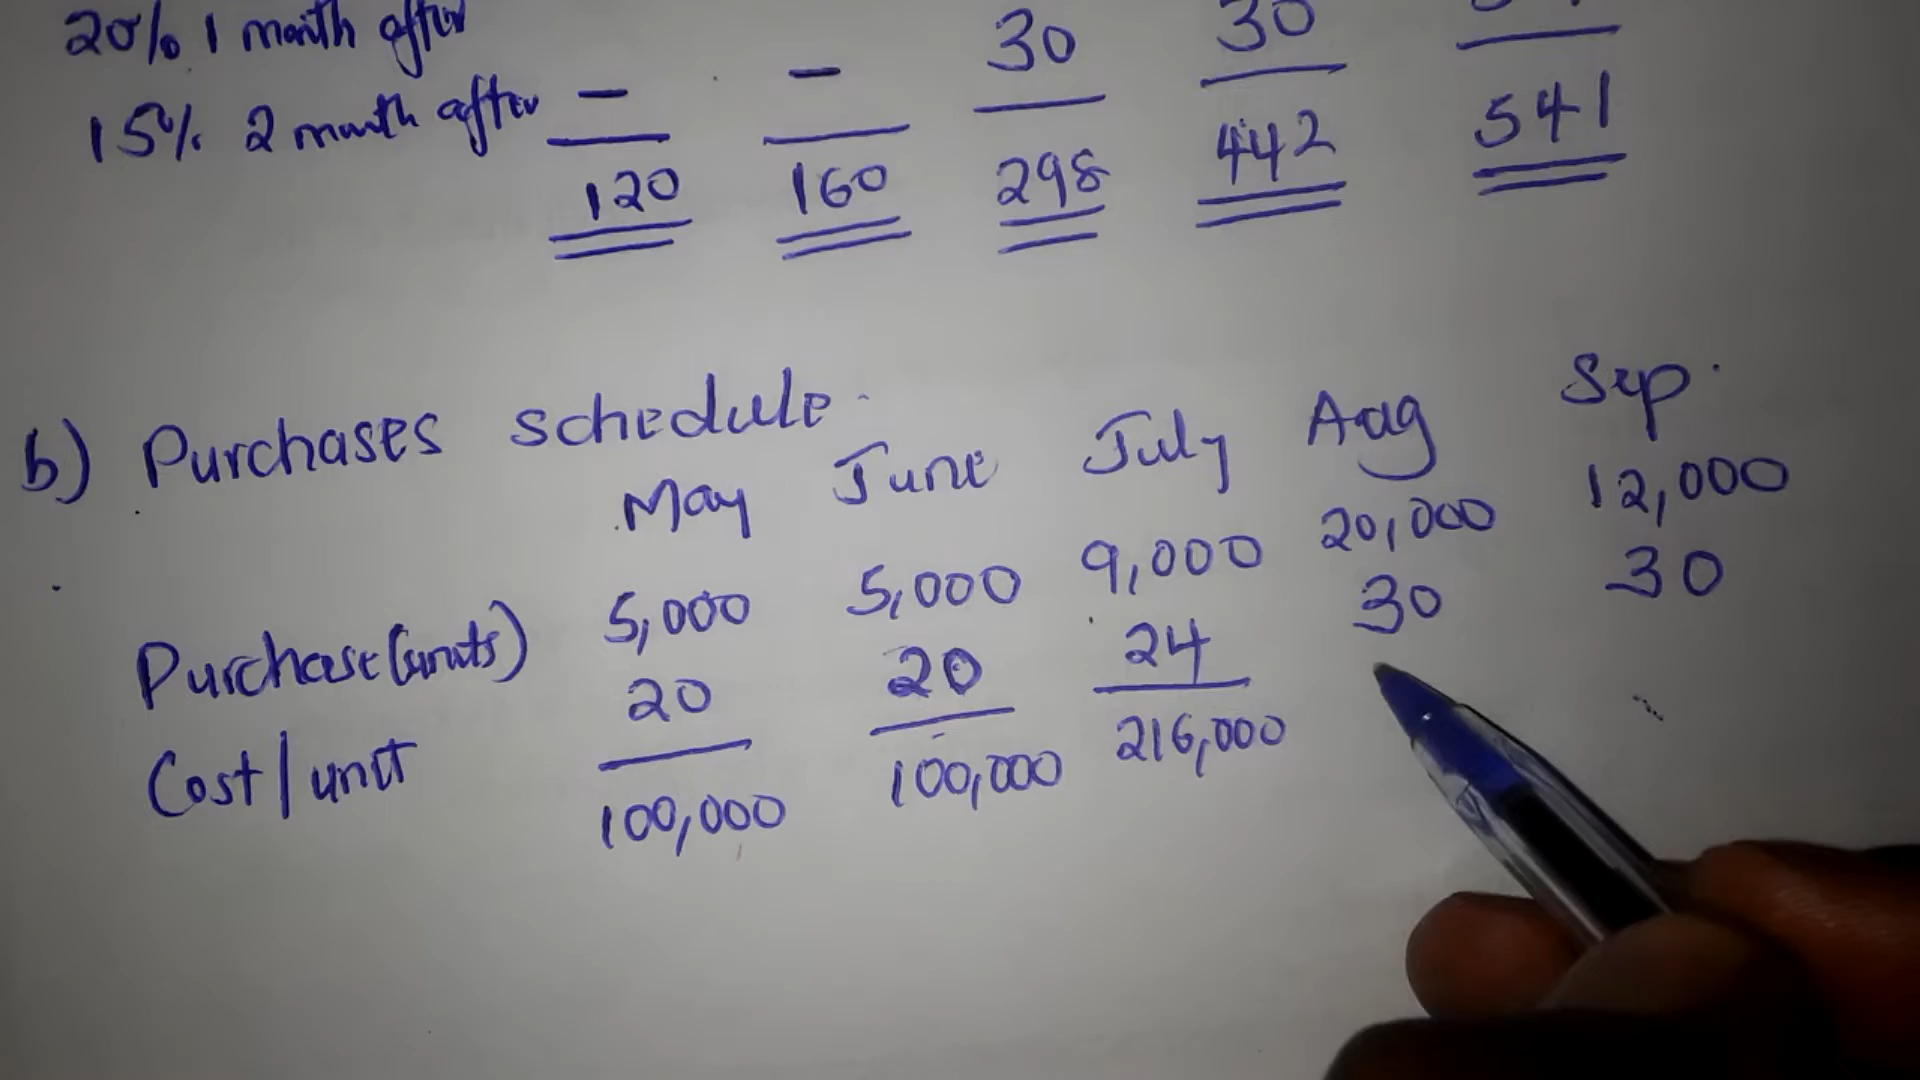 20% 1 month after 30 30
15% 2 month after - -
120 160 298 442 541
b) Purchases schedule.
May June July Aug Sep.
Purchase (units) 5,000 5,000 9,000 20,000 12,000
Cost/unit 20 20 24 30 30
100,000 100,000 216,000